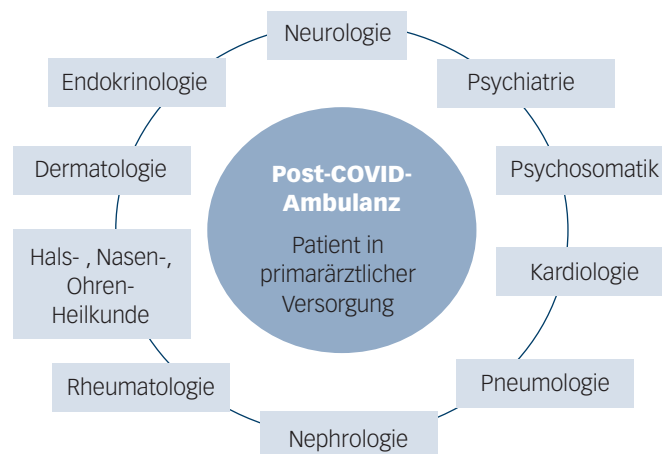 Neurologie
Endokrinologie
Psychiatrie
Dermatologie
Psychosomatik
Post-COVID-
Ambulanz
Patient in
primarärztlicher
Versorgung
Hals- , Nasen-,
Ohren-
Heilkunde
Kardiologie
Rheumatologie
Pneumologie
Nephrologie